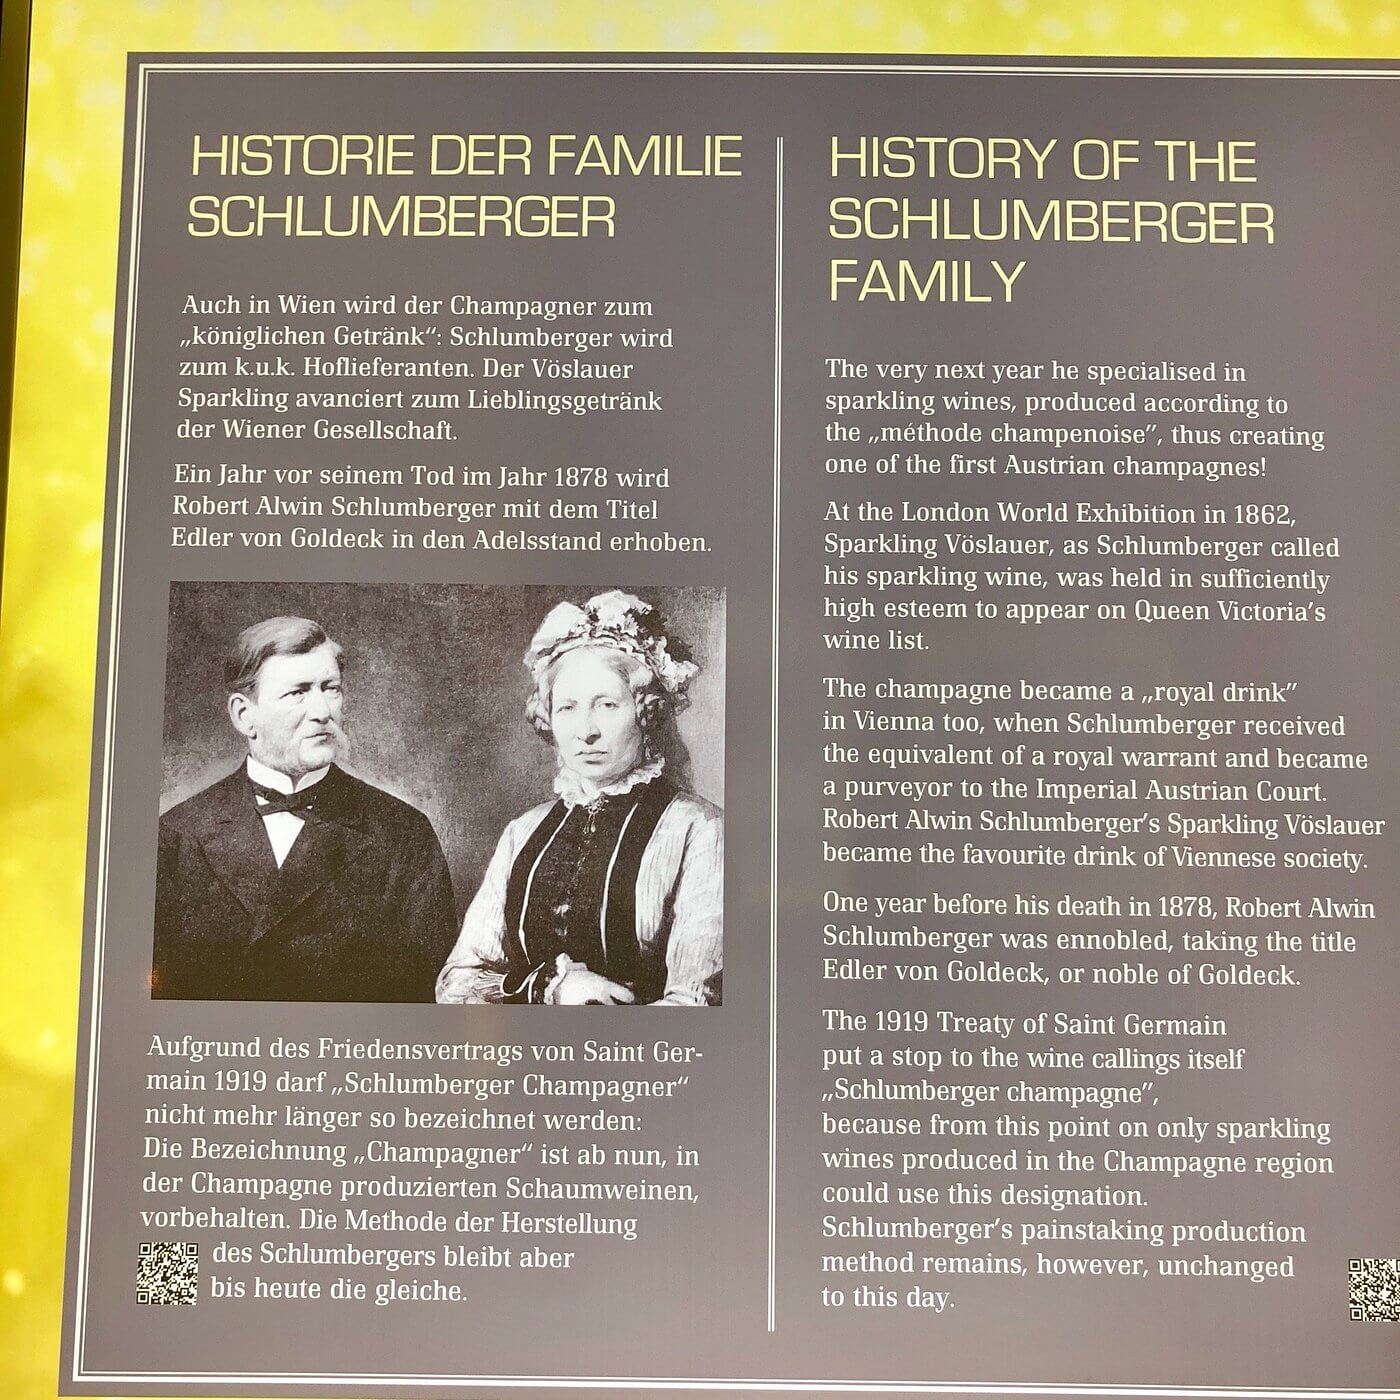 HISTORIE DER FAMILIE
SCHLUMBERGER
Auch in Wien wird der Champagner zum
„königlichen Getränk“: Schlumberger wird
zum k.u.k. Hoflieferanten. Der Vöslauer
Sparkling avanciert zum Lieblingsgetränk
der Wiener Gesellschaft.
Ein Jahr vor seinem Tod im Jahr 1878 wird
Robert Alwin Schlumberger mit dem Titel
Edler von Goldeck in den Adelsstand erhoben.
Aufgrund des Friedensvertrags von Saint Ger-
main 1919 darf „Schlumberger Champagner“
nicht mehr länger so bezeichnet werden:
Die Bezeichnung „Champagner“ ist ab nun, in
der Champagne produzierten Schaumweinen,
vorbehalten. Die Methode der Herstellung
des Schlumbergers bleibt aber
bis heute die gleiche.
HISTORY OF THE
SCHLUMBERGER
FAMILY
The very next year he specialised in
sparkling wines, produced according to
the „méthode champenoise”, thus creating
one of the first Austrian champagnes!
At the London World Exhibition in 1862,
Sparkling Vöslauer, as Schlumberger called
his sparkling wine, was held in sufficiently
high esteem to appear on Queen Victoria’s
wine list.
The champagne became a „royal drink”
in Vienna too, when Schlumberger received
the equivalent of a royal warrant and became
a purveyor to the Imperial Austrian Court.
Robert Alwin Schlumberger’s Sparkling Vöslauer
became the favourite drink of Viennese society.
One year before his death in 1878, Robert Alwin
Schlumberger was ennobled, taking the title
Edler von Goldeck, or noble of Goldeck.
The 1919 Treaty of Saint Germain
put a stop to the wine callings itself
„Schlumberger champagne”,
because from this point on only sparkling
wines produced in the Champagne region
could use this designation.
Schlumberger’s painstaking production
method remains, however, unchanged
to this day.